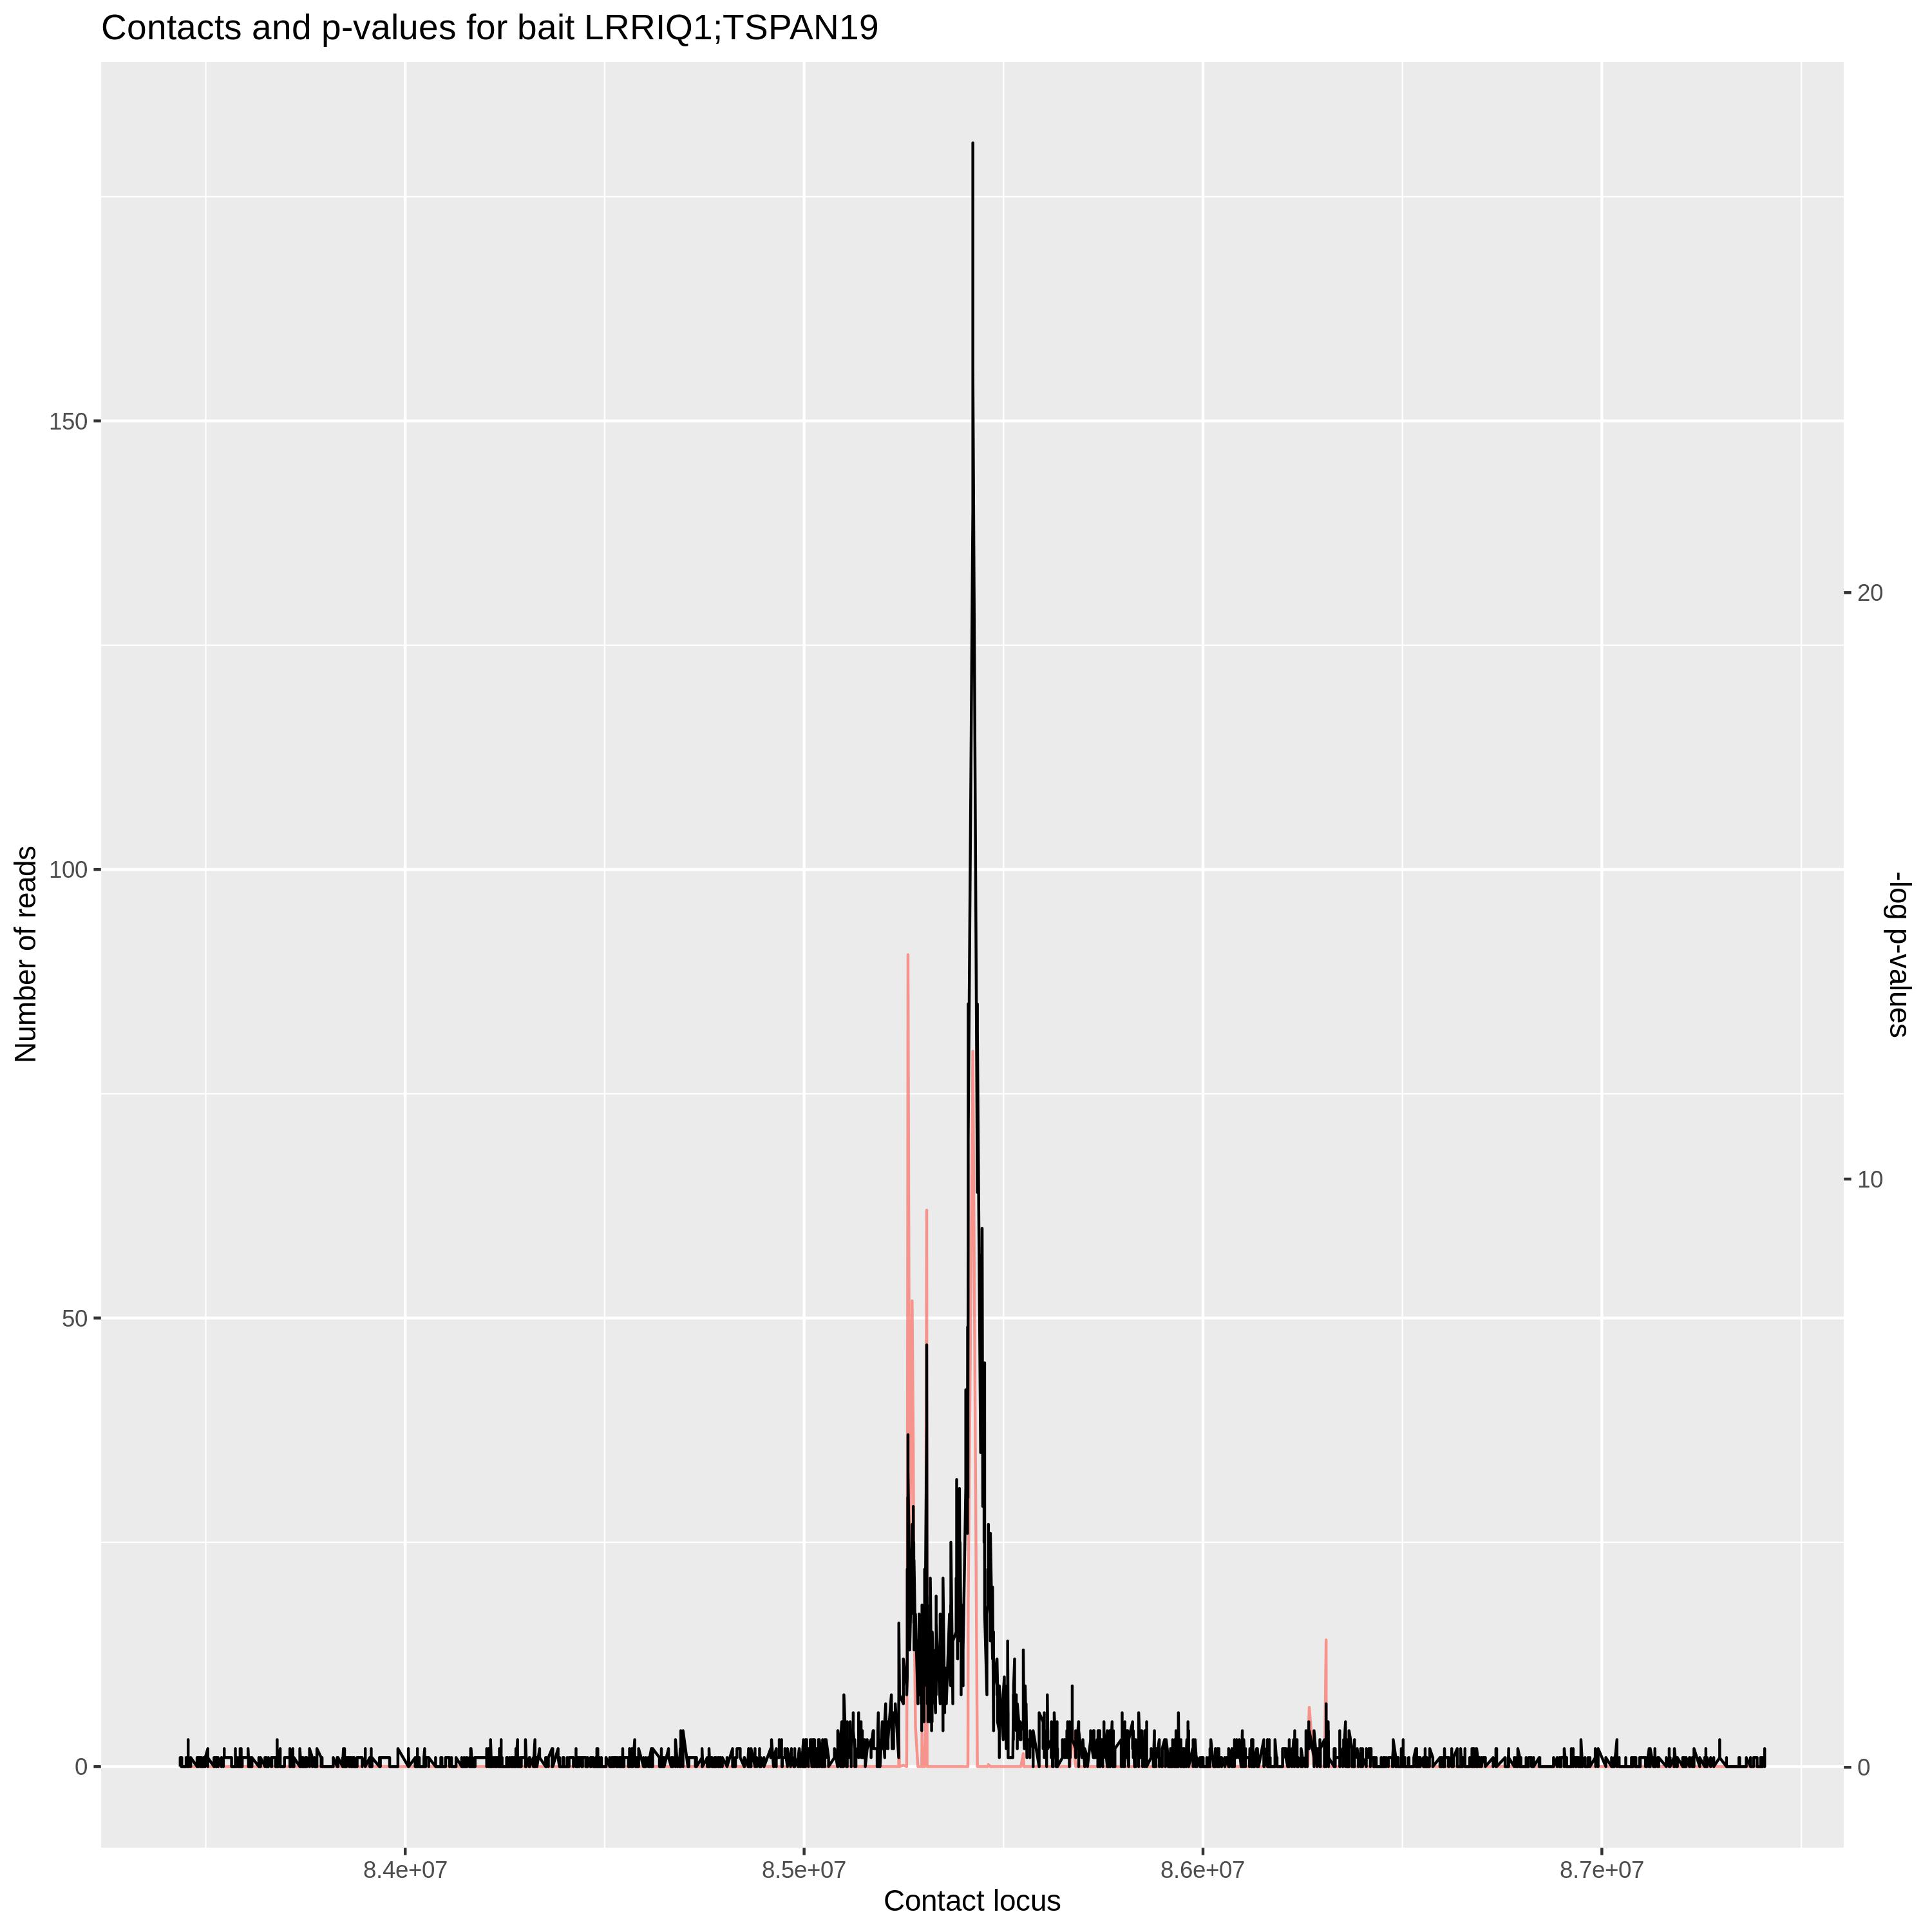 Contacts and p-values for bait LRRIQ1;TSPAN19
150
100
50
0
Number of reads
20
10
0
-log p-values
8.4e+07
8.5e+07
8.6e+07
8.7e+07
Contact locus